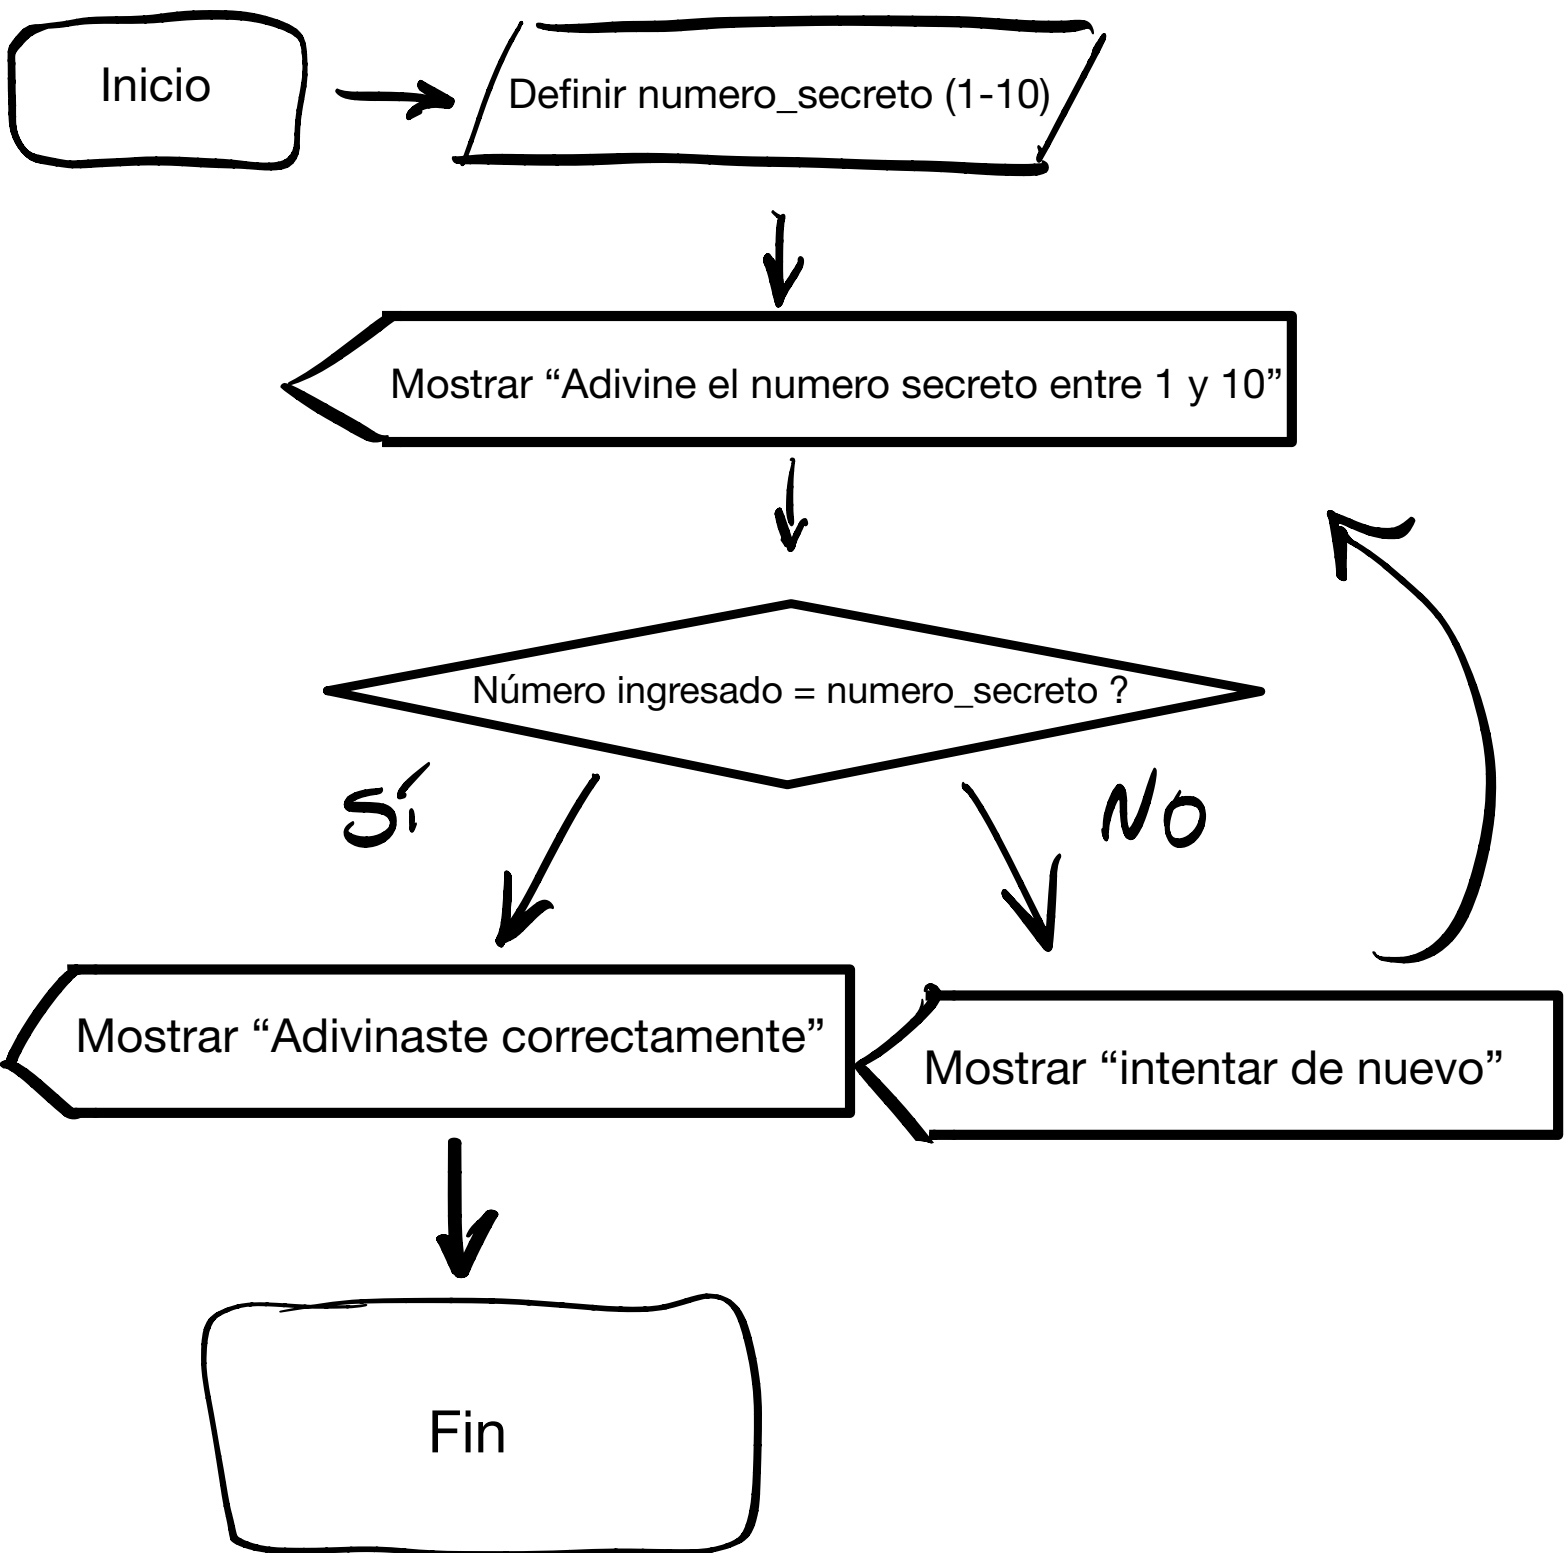 Inicio
Definir numero_secreto (1-10)
Mostrar “Adivine el numero secreto entre 1 y 10”
Número ingresado = numero_secreto ?
Sí
NO
Mostrar “Adivinaste correctamente”
Mostrar “intentar de nuevo”
Fin